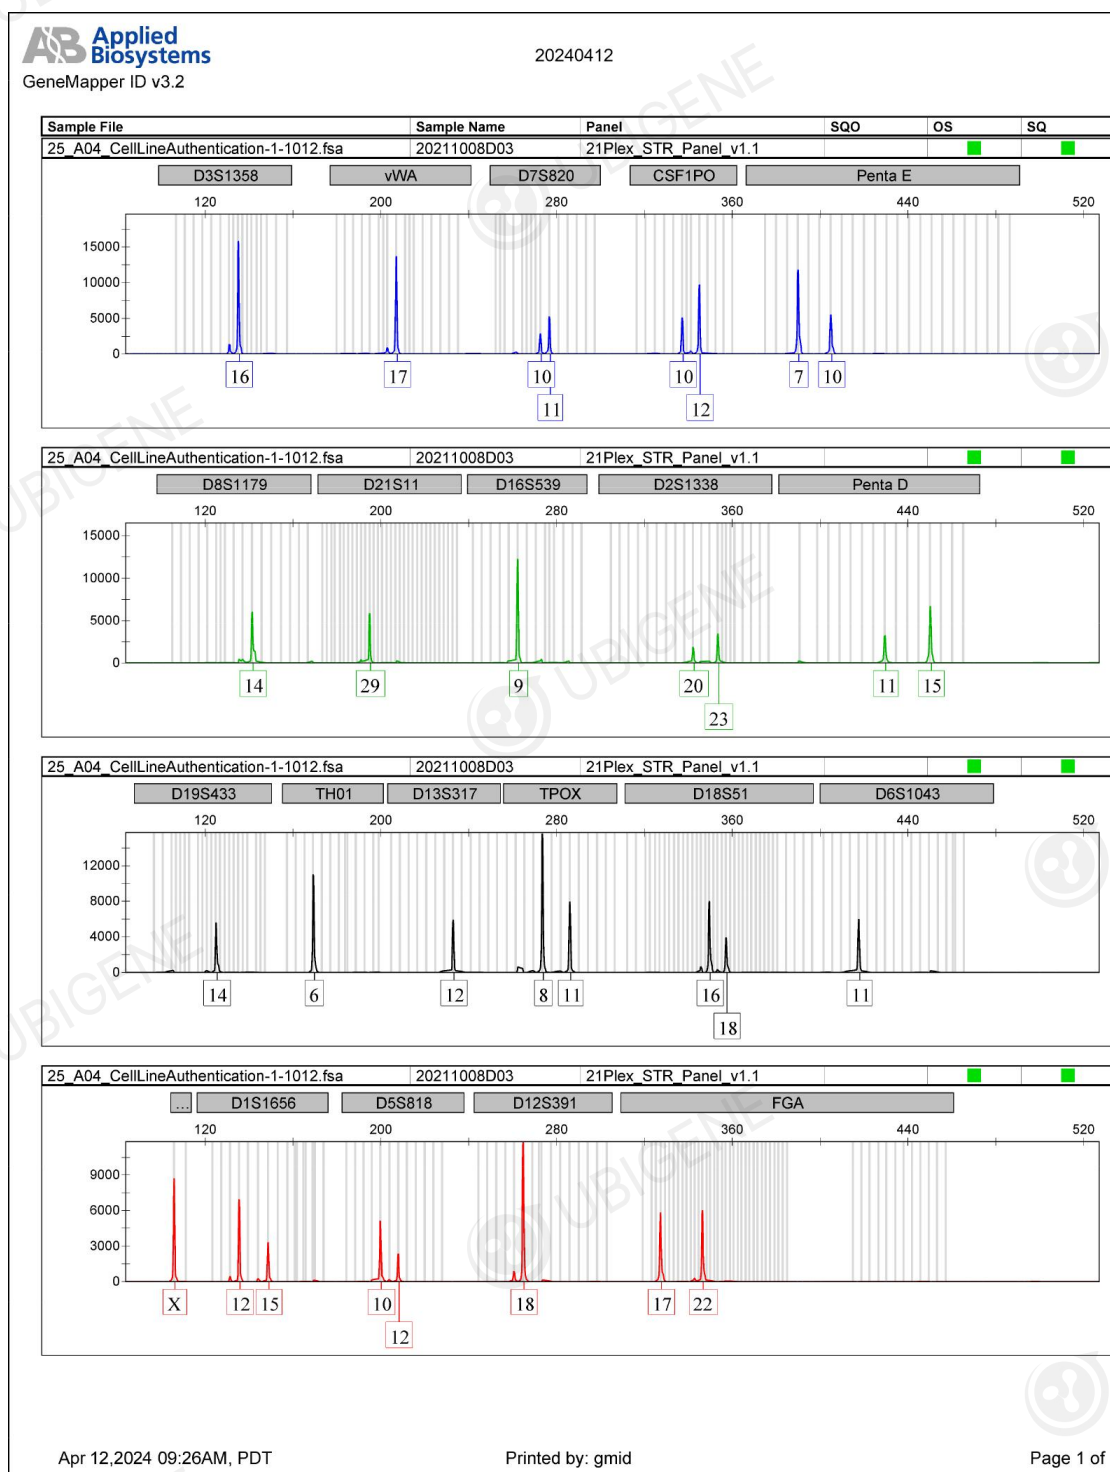 AB Applied Biosystems
20240412
GeneMapper ID v3.2
Sample File Sample Name Panel SQO OS SQ
25_A04_CellLineAuthentication-1-1012.fsa 20211008D03 21Plex_STR_Panel_v1.1
D3S1358 vWA D7S820 CSF1PO Penta E
120 200 280 360 440 520
15000
10000
5000
0
16 17 10 10 7 10
11 12
25_A04_CellLineAuthentication-1-1012.fsa 20211008D03 21Plex_STR_Panel_v1.1
D8S1179 D21S11 D16S539 D2S1338 Penta D
120 200 280 360 440 520
15000
10000
5000
0
14 29 9 20 11 15
23
25_A04_CellLineAuthentication-1-1012.fsa 20211008D03 21Plex_STR_Panel_v1.1
D19S433 TH01 D13S317 TPOX D18S51 D6S1043
120 200 280 360 440 520
12000
8000
4000
0
14 6 12 8 11 16 11
18
25_A04_CellLineAuthentication-1-1012.fsa 20211008D03 21Plex_STR_Panel_v1.1
... D1S1656 D5S818 D12S391 FGA
120 200 280 360 440 520
9000
6000
3000
0
X 12 15 10 18 17 22
12
Apr 12,2024 09:26AM, PDT Printed by: gmid Page 1 of
UBIGENE
UBIGENE
UBIGENE
UBIGENE
UBIGENE